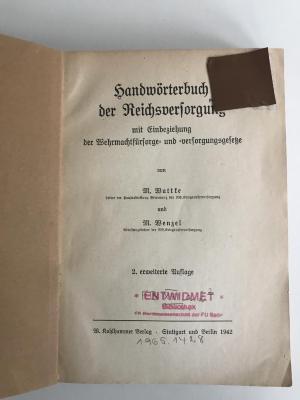 Handwörterbuch
der Reichsversorgung
mit Einbeziehung
der Wehrmachtfürsorge- und -versorgungsgesetze
von
M. Wuttke
und
M. Wenzel
2. erweiterte Auflage
* ENTWIDMET *
Bibliothek
W. Kohlhammer Verlag · Stuttgart und Berlin 1942
1965.1428